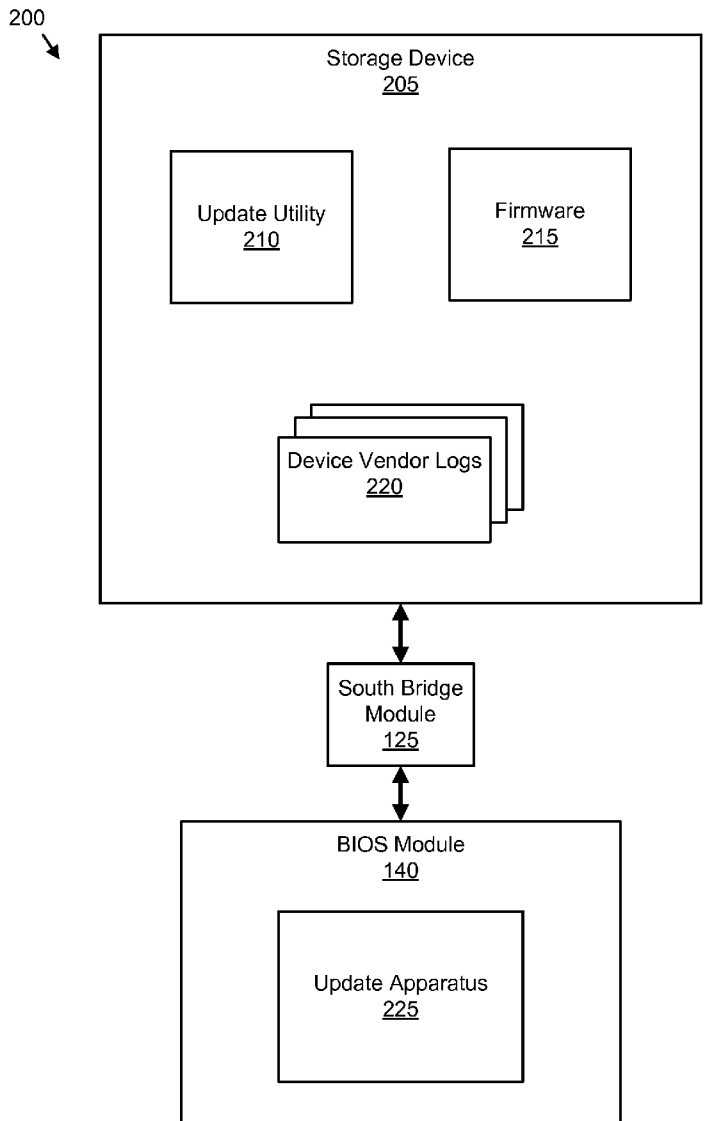 200
Storage Device
205
Update Utility
210
Firmware
215
Device Vendor Logs
220
South Bridge
Module
125
BIOS Module
140
Update Apparatus
225